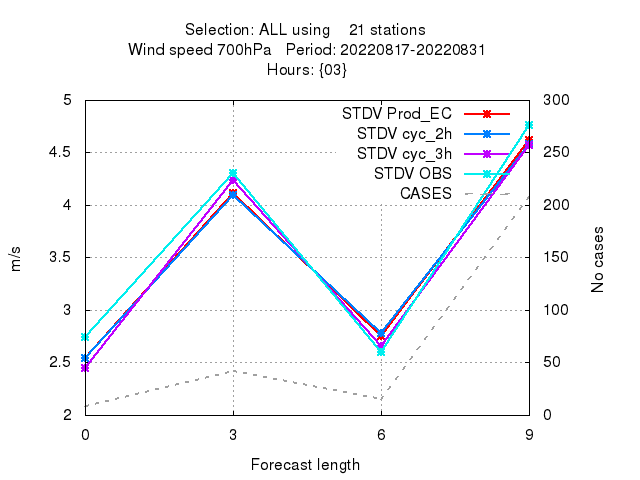 Selection: ALL using 21 stations
Wind speed 700hPa Period: 20220817-20220831
Hours: {03}
5 300
STDV Prod_EC
STDV cyc_2h
4.5 STDV cyc_3h 250
STDV OBS
CASES
4 200
3.5 150
m/s
No cases
3 100
2.5 50
2 0
0 3 6 9
Forecast length